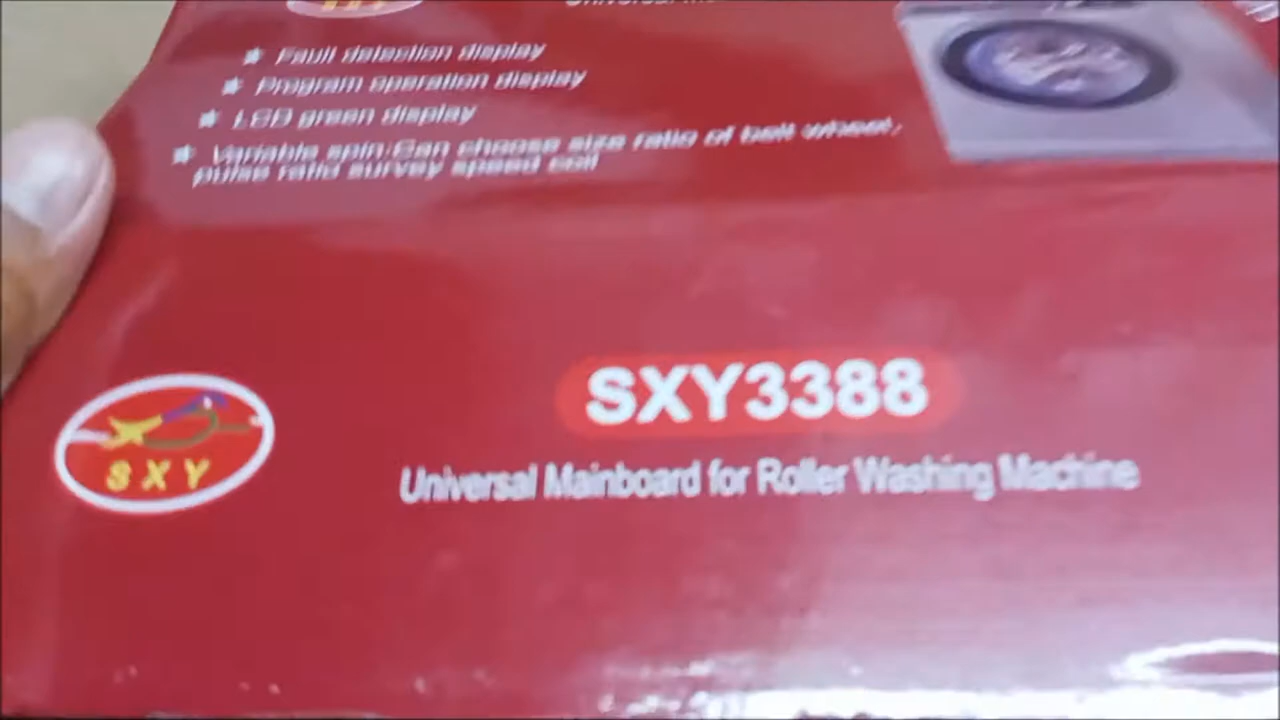 ★ Fault detection display
★ Program operation display
★ LCD green display
★ Variable spin:Can choose size ratio of belt wheel,
pulse ratio survey speed coil
SXY3388
SXY
Universal Mainboard for Roller Washing Machine